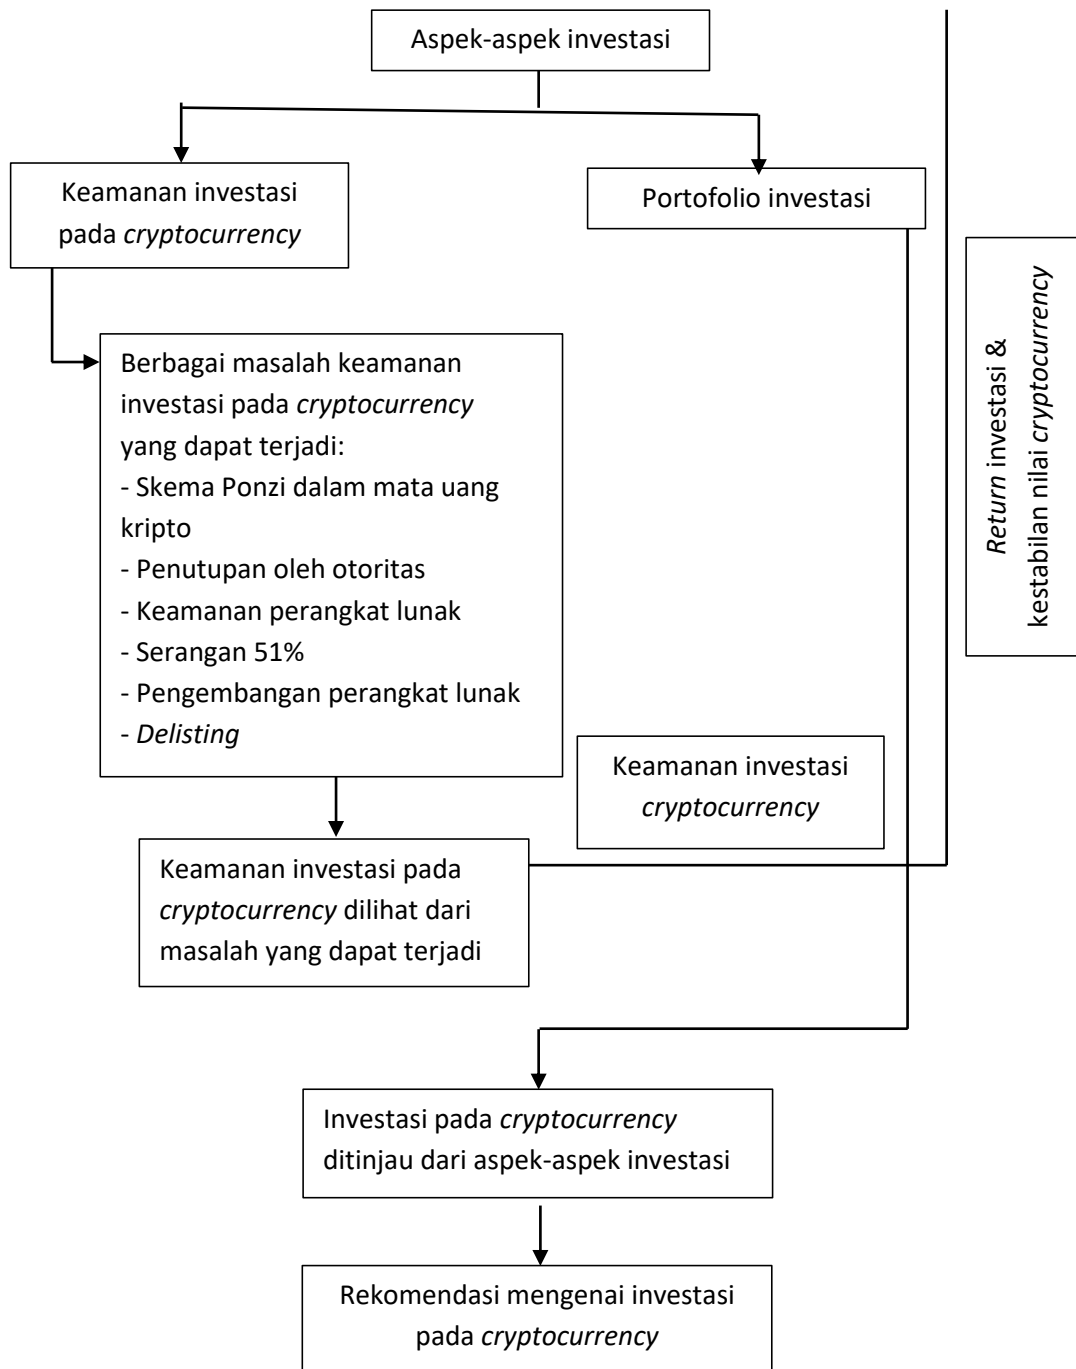 Aspek-aspek investasi
Keamanan investasi
pada cryptocurrency
Portofolio investasi
Return investasi &
kestabilan nilai cryptocurrency
Berbagai masalah keamanan
investasi pada cryptocurrency
yang dapat terjadi:
- Skema Ponzi dalam mata uang
kripto
- Penutupan oleh otoritas
- Keamanan perangkat lunak
- Serangan 51%
- Pengembangan perangkat lunak
- Delisting
Keamanan investasi
cryptocurrency
Keamanan investasi pada
cryptocurrency dilihat dari
masalah yang dapat terjadi
Investasi pada cryptocurrency
ditinjau dari aspek-aspek investasi
Rekomendasi mengenai investasi
pada cryptocurrency